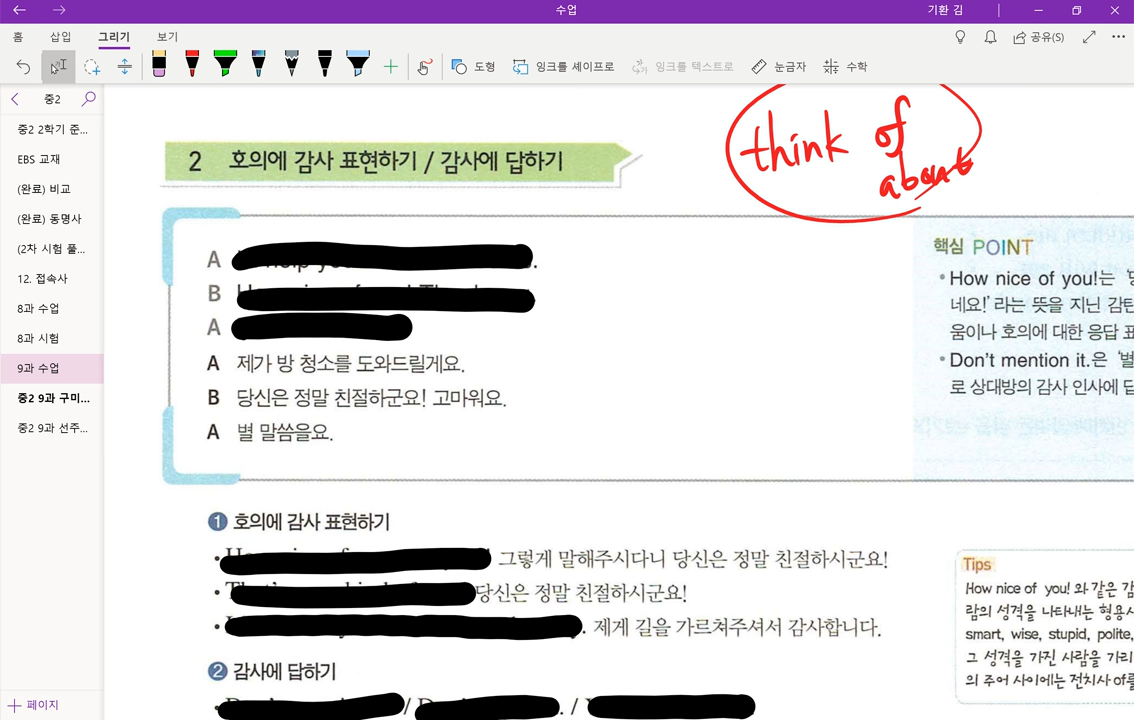 수업
기환 김
홈 삽입 그리기 보기
공유(S)
도형 잉크를 셰이프로 잉크를 텍스트로 눈금자 수학
중2
중2 2학기 준...
EBS 교재
(완료) 비교
(완료) 동명사
(2차 시험 풀...
12. 접속사
8과 수업
8과 시험
9과 수업
중2 9과 구미...
중2 9과 선주...
페이지
think of
about
2 호의에 감사 표현하기 / 감사에 답하기
A
B
A
A 제가 방 청소를 도와드릴게요.
B 당신은 정말 친절하군요! 고마워요.
A 별 말씀을요.
핵심 POINT
•How nice of you!는
네요!’라는 뜻을 지닌 감탄
움이나 호의에 대한 응답 표
•Don’t mention it.은 ‘별
로 상대방의 감사 인사에 답
1 호의에 감사 표현하기
• 그렇게 말해주시다니 당신은 정말 친절하시군요!
• 당신은 정말 친절하시군요!
• . 제게 길을 가르쳐주셔서 감사합니다.
2 감사에 답하기
• / . /
Tips
How nice of you! 와 같은 감
람의 성격을 나타내는 형용사
smart, wise, stupid, polite,
그 성격을 가진 사람을 가리
의 주어 사이에는 전치사 of를